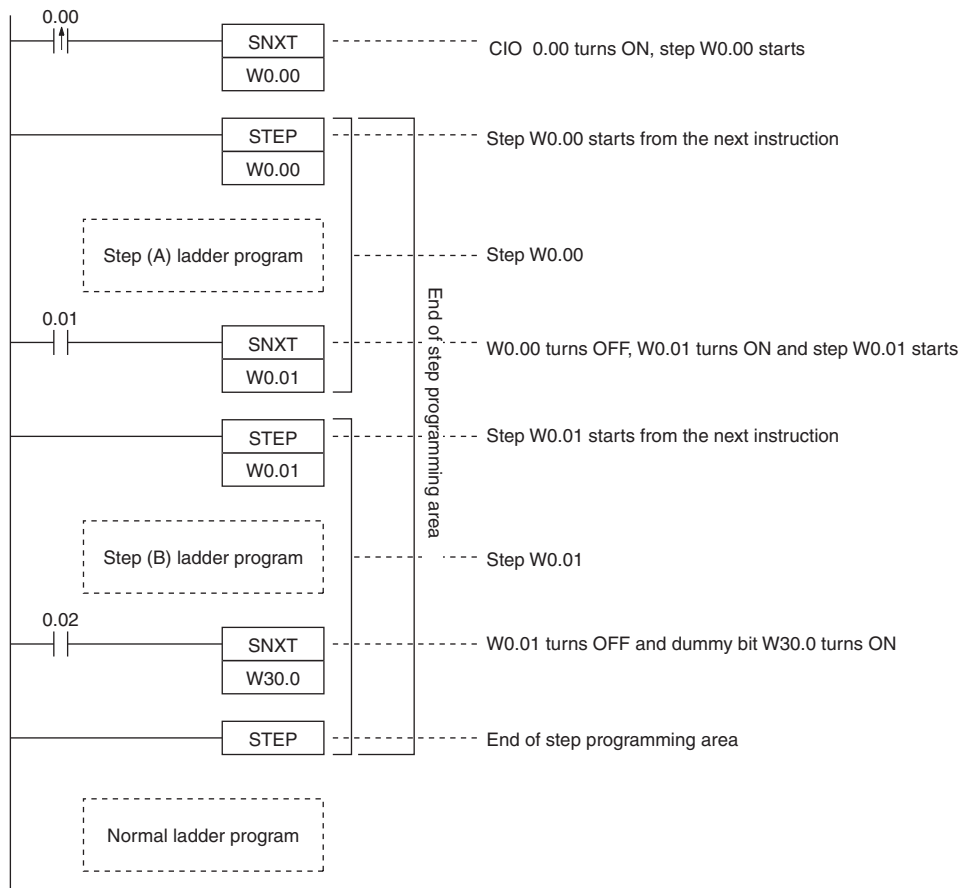 0.00
SNXT
W0.00
CIO 0.00 turns ON, step W0.00 starts
STEP
W0.00
Step W0.00 starts from the next instruction
Step (A) ladder program
Step W0.00
End of step programming area
0.01
SNXT
W0.01
W0.00 turns OFF, W0.01 turns ON and step W0.01 starts
STEP
W0.01
Step W0.01 starts from the next instruction
Step (B) ladder program
Step W0.01
0.02
SNXT
W30.0
W0.01 turns OFF and dummy bit W30.0 turns ON
STEP
End of step programming area
Normal ladder program